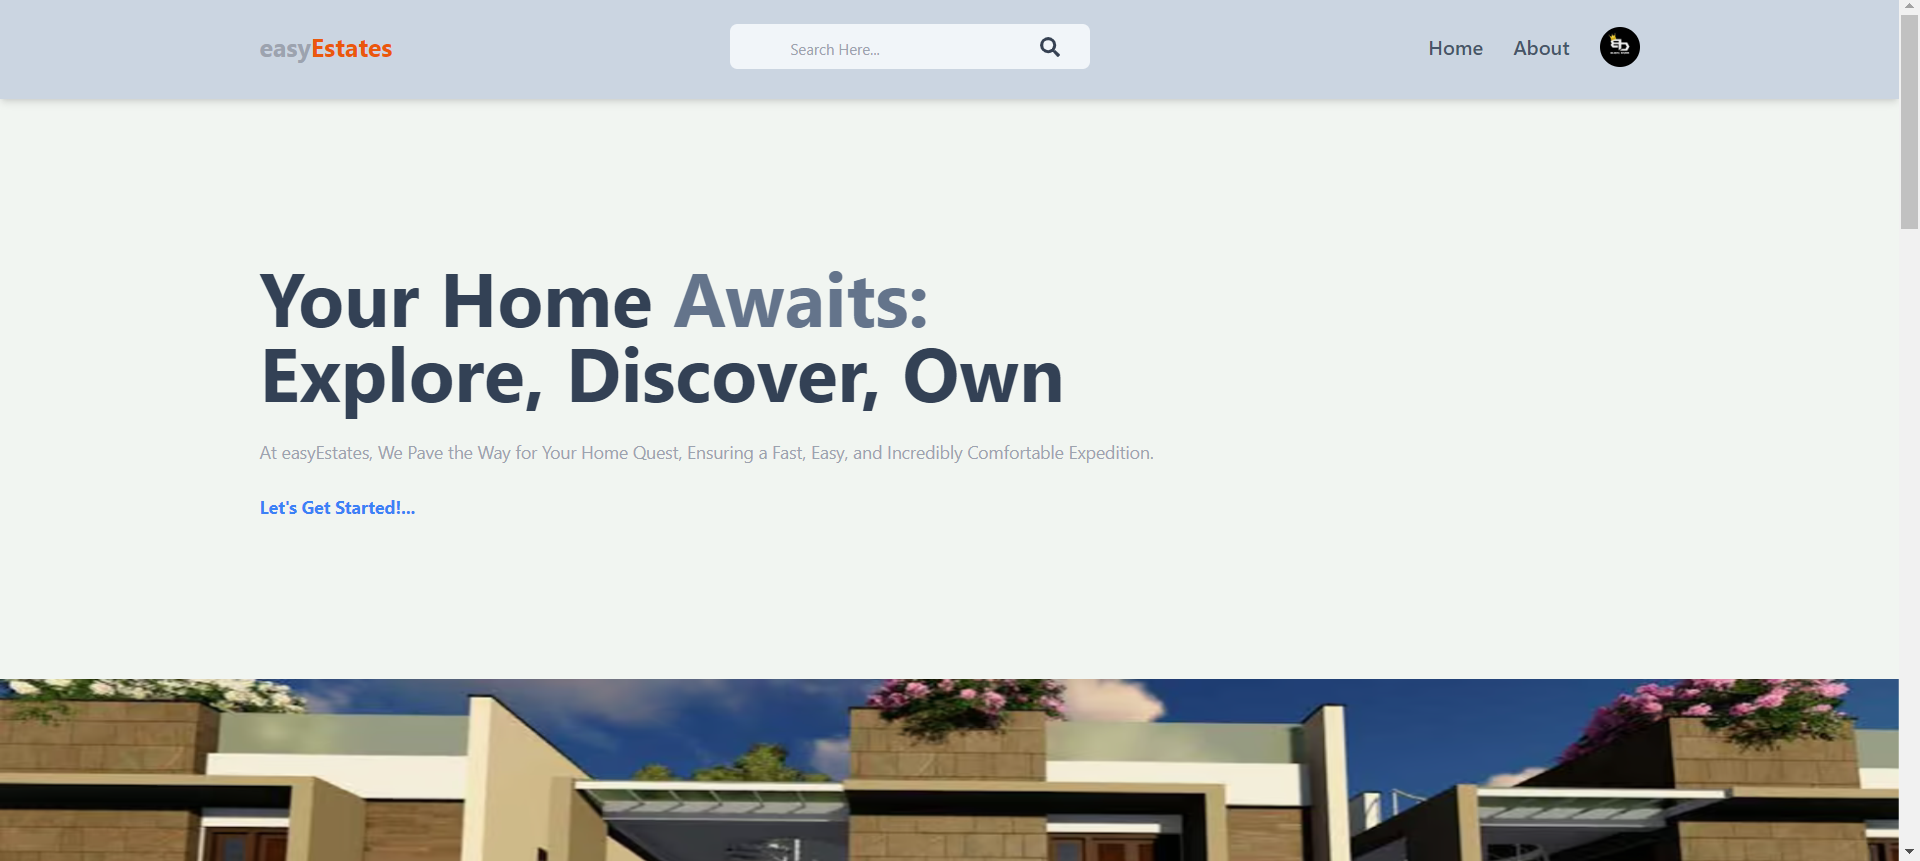 easyEstates
Search Here...
Home
About
Your Home Awaits:
Explore, Discover, Own
At easyEstates, We Pave the Way for Your Home Quest, Ensuring a Fast, Easy, and Incredibly Comfortable Expedition.
Let's Get Started!...